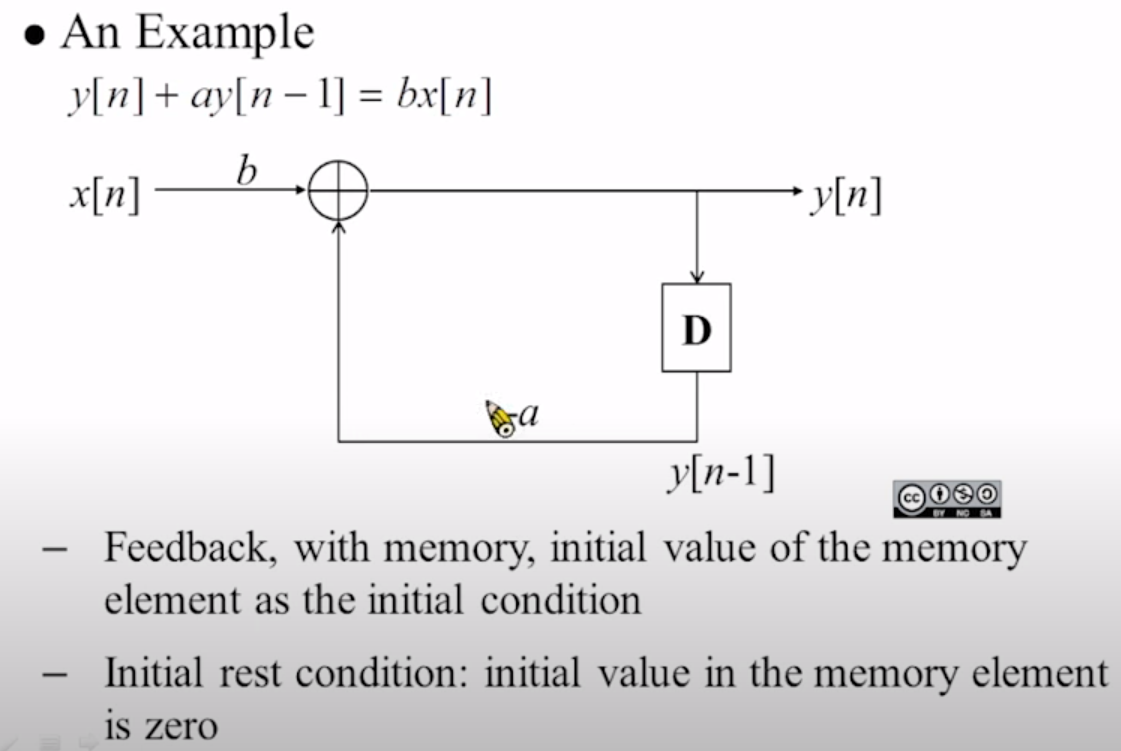 ● An Example
y[n] + ay[n − 1] = bx[n]
b
x[n]
y[n]
D
-a
y[n-1]
cc
BY NC SA
– Feedback, with memory, initial value of the memory
element as the initial condition
– Initial rest condition: initial value in the memory element
is zero